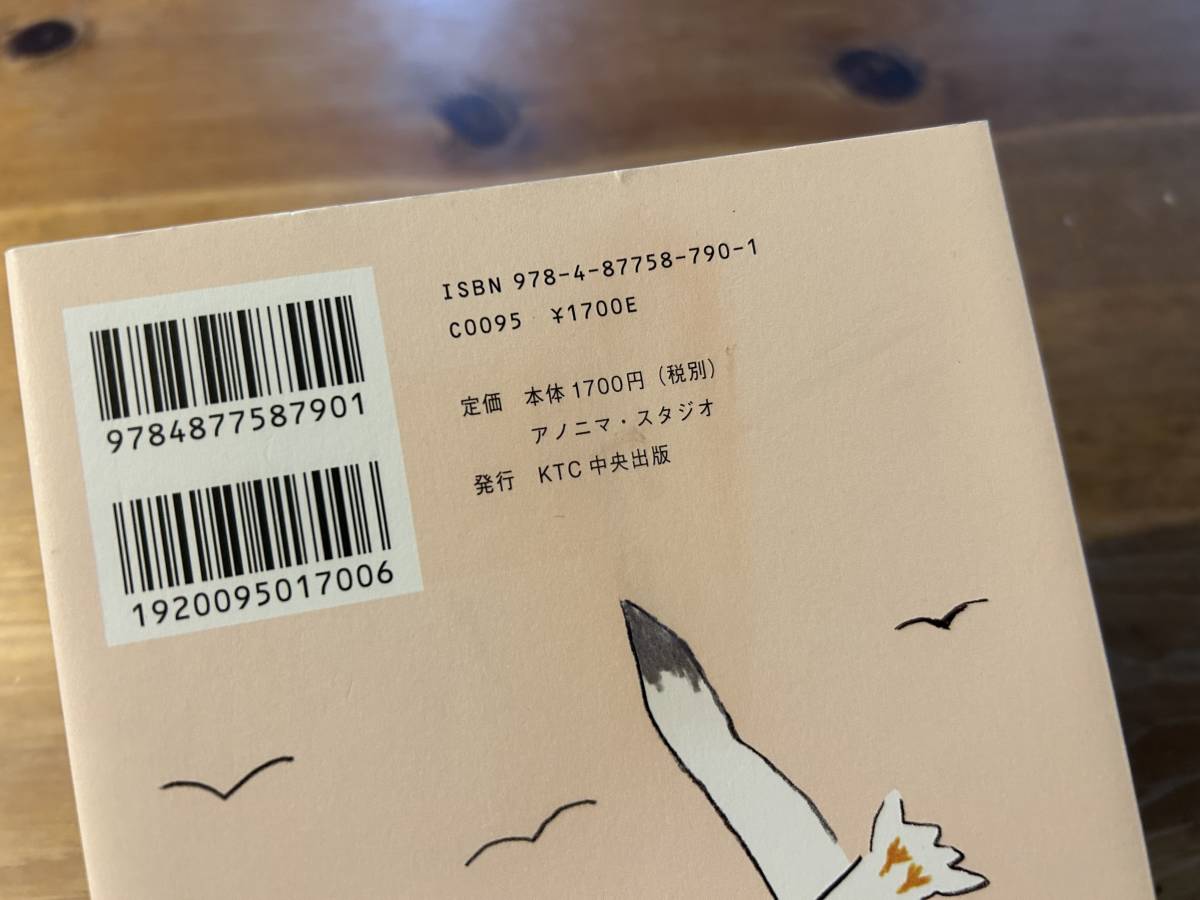 9784877587901
1920095017006
ISBN 978-4-87758-790-1
C0095 ¥1700E
定価 本体1700円（税別）
アノニマ・スタジオ
発行 KTC中央出版